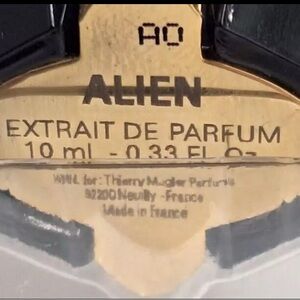 AO
ALIEN
EXTRAIT DE PARFUM
10 ml - 0.33 FL. Oz
for: Thierry Mugler Parfums
92200 Neuilly - France
Made in France